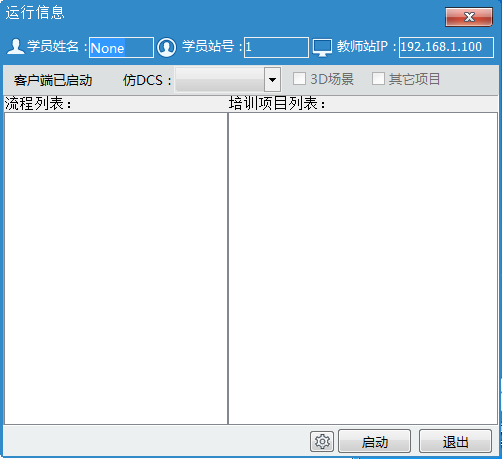 运行信息
学员姓名： None 学员站号： 1 教师站IP： 192.168.1.100
客户端已启动 仿DCS： 3D场景 其它项目
流程列表： 培训项目列表：
启动 退出